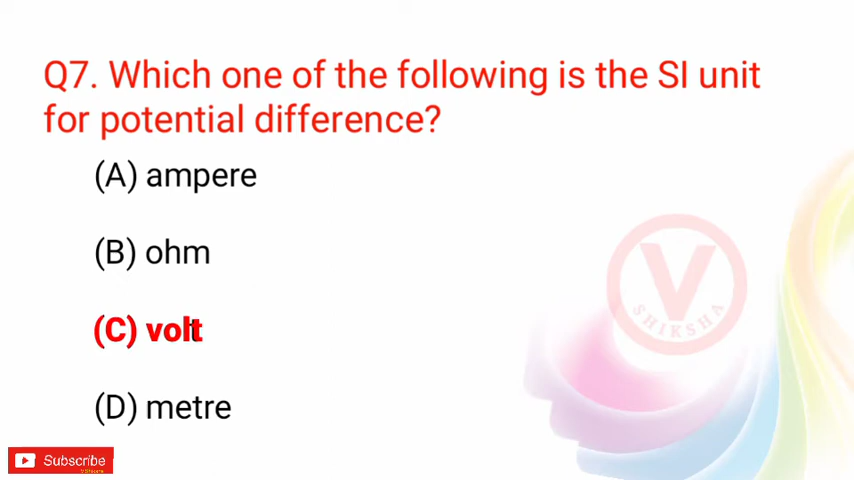 Q7. Which one of the following is the SI unit
for potential difference?
(A) ampere
(B) ohm
(C) volt
(D) metre
V
SHIKSHA
Subscribe
V Shiksha